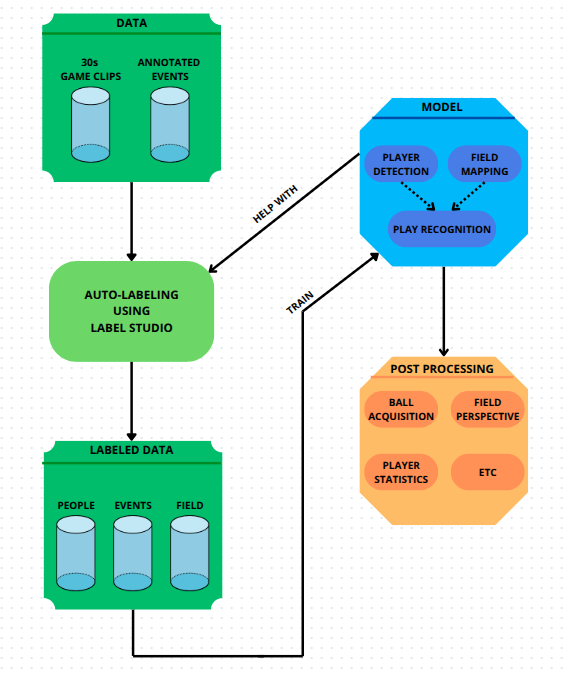 DATA
30s
GAME CLIPS
ANNOTATED
EVENTS
MODEL
PLAYER
DETECTION
FIELD
MAPPING
PLAY RECOGNITION
HELP WITH
AUTO-LABELING
USING
LABEL STUDIO
TRAIN
POST PROCESSING
BALL
ACQUISITION
FIELD
PERSPECTIVE
PLAYER
STATISTICS
ETC
LABELED DATA
PEOPLE
EVENTS
FIELD